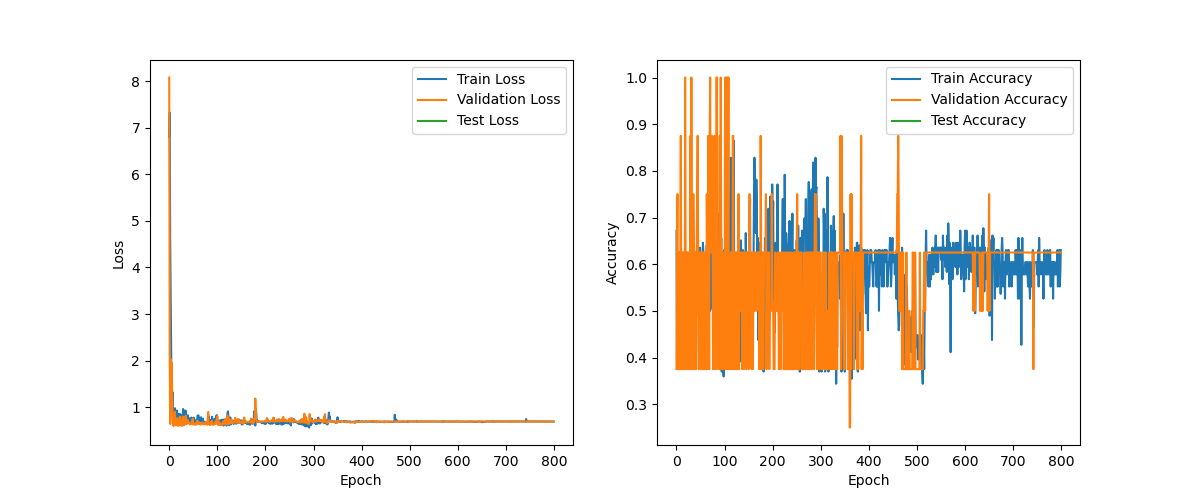 Train Loss
Validation Loss
Test Loss
8
7
6
5
4
3
2
1
Loss
0 100 200 300 400 500 600 700 800
Epoch
Train Accuracy
Validation Accuracy
Test Accuracy
1.0
0.9
0.8
0.7
0.6
0.5
0.4
0.3
Accuracy
0 100 200 300 400 500 600 700 800
Epoch